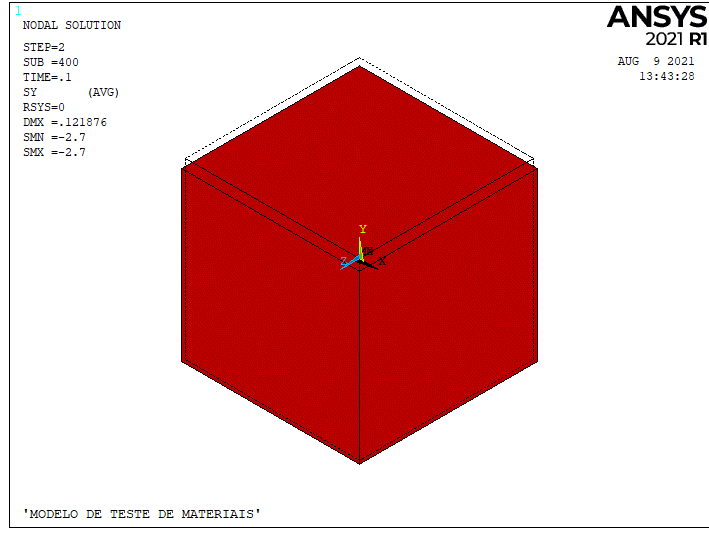 1
NODAL SOLUTION
STEP=2
SUB =400
TIME=.1
SY (AVG)
RSYS=0
DMX =.121876
SMN =-2.7
SMX =-2.7
ANSYS
2021 R1
AUG 9 2021
13:43:28
Y
Z
X
'MODELO DE TESTE DE MATERIAIS'